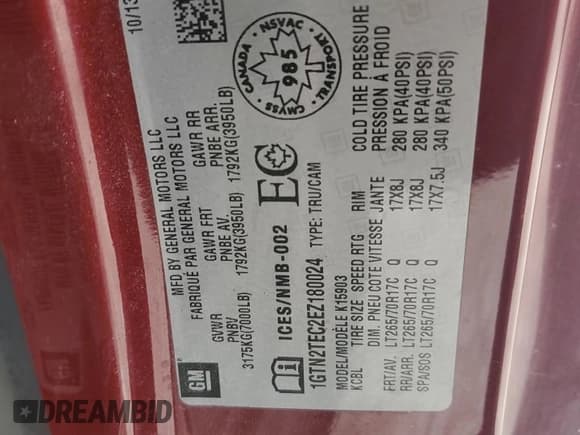 10/13
MFD BY GENERAL MOTORS LLC
FABRIQUÉ PAR GENERAL MOTORS LLC
GVWR GAWR FRT GAWR RR
PNBV PNBE AV. PNBE ARR.
3175KG(7000LB) 1792KG(3950LB) 1792KG(3950LB)
CANADA NSVAC TRANSPORT CMVSS
985
ICES/NMB-002
EC
1GTN2TEC2EZ180024 TYPE: TRU/CAM
MODEL/MODÈLE K15903
KCBL TIRE SIZE SPEED RTG RIM COLD TIRE PRESSURE
DIM. PNEU COTE VITESSE JANTE PRESSION À FROID
FRT/AV. LT265/70R17C Q 17X8J 280 KPA(40PSI)
RR/ARR. LT265/70R17C Q 17X8J 280 KPA(40PSI)
SPA/SOS LT265/70R17C Q 17X7.5J 340 KPA(50PSI)
GM
DREAMBID